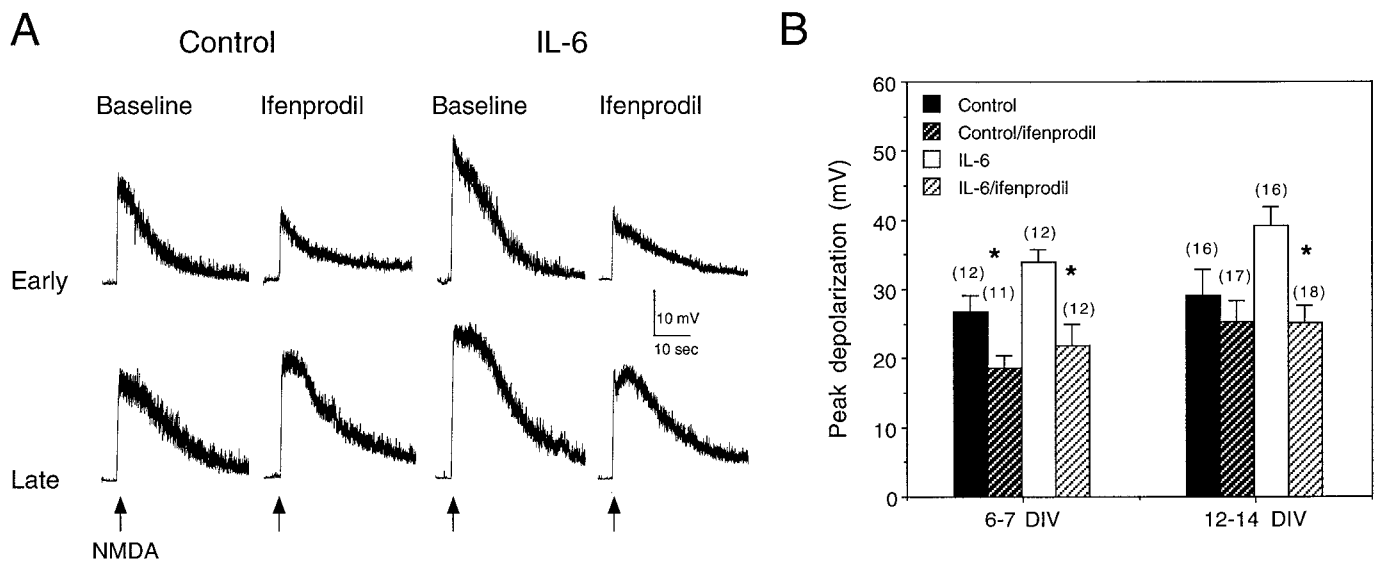 A
Control
IL-6
Baseline
Ifenprodil
Baseline
Ifenprodil
Early
10 mV
10 sec
Late
NMDA
B
60
50
40
30
20
10
0
Peak depolarization (mV)
Control
Control/ifenprodil
IL-6
IL-6/ifenprodil
(12)
*
(11)
(12)
*
(12)
(16)
(17)
(16)
*
(18)
6-7 DIV
12-14 DIV